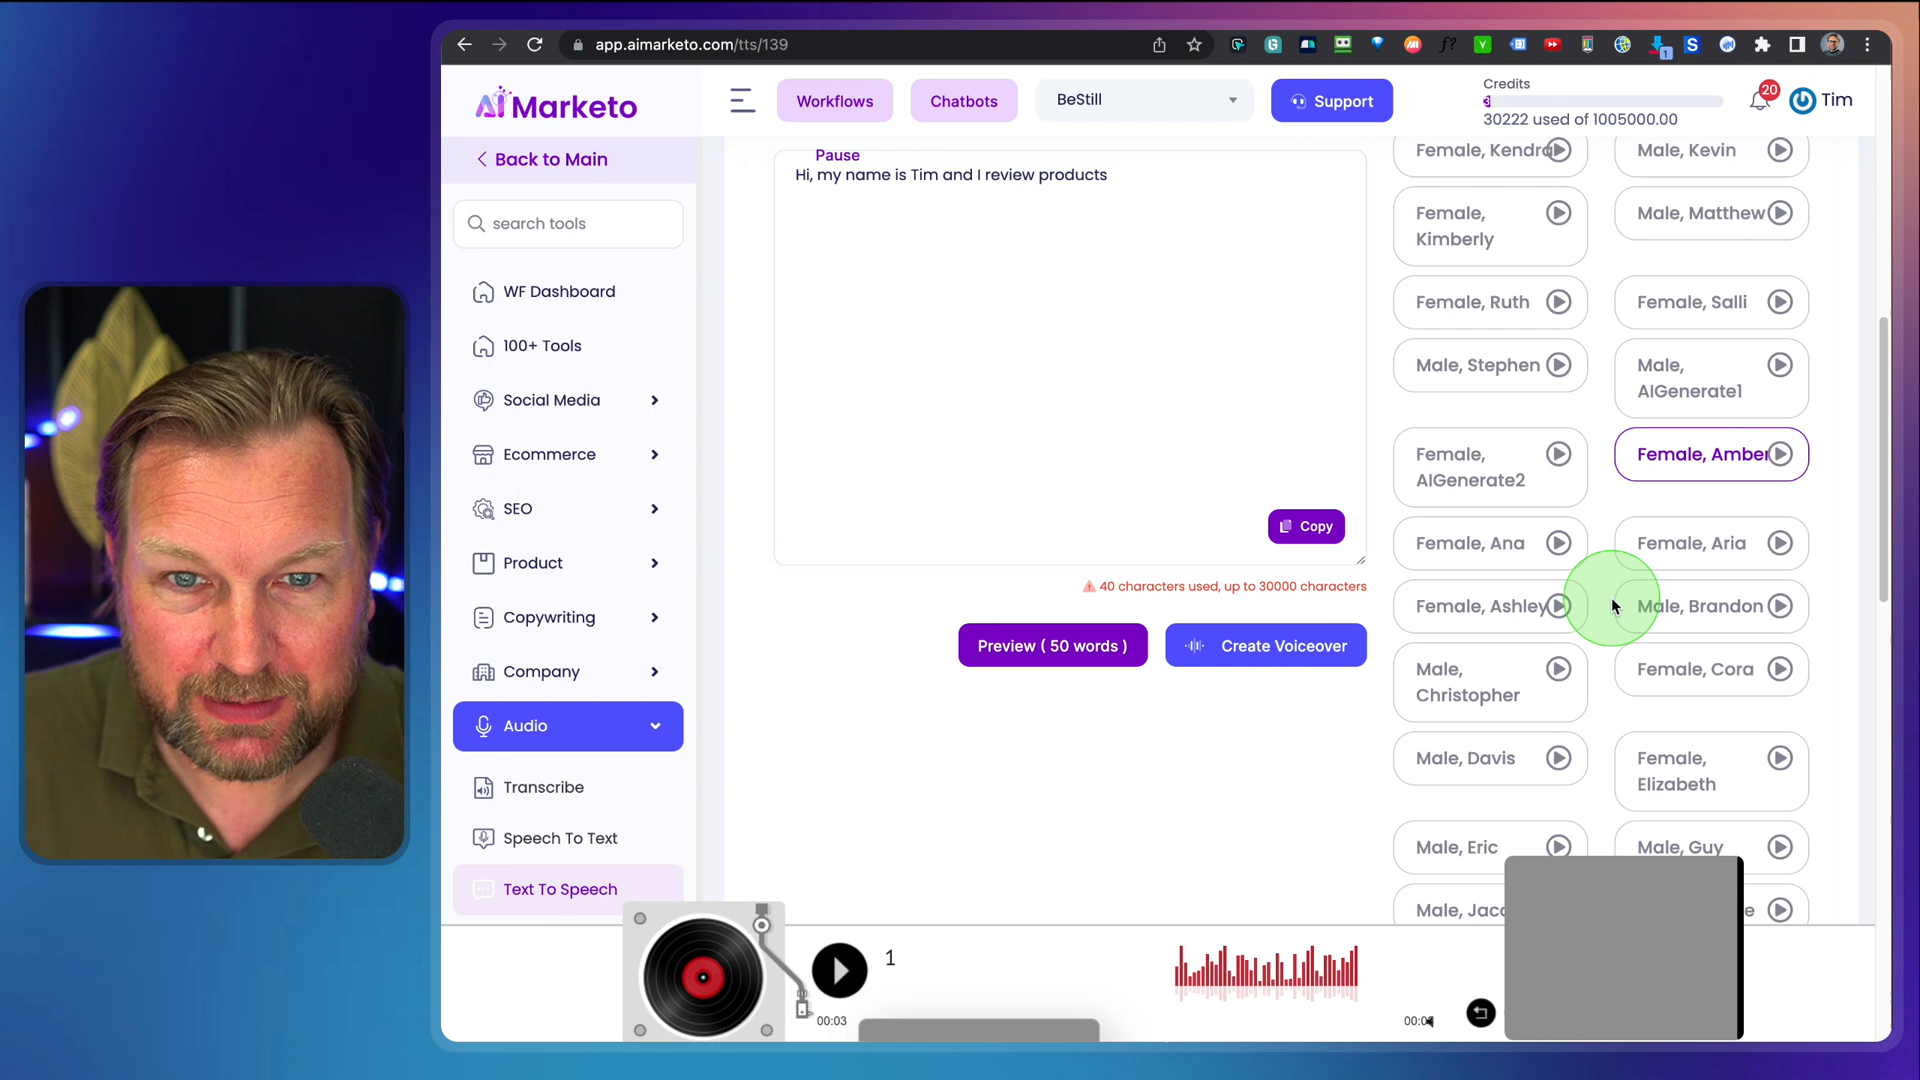 app.aimarketo.com/tts/139
1
AiMarketo
Workflows
Chatbots
BeStill
Support
Credits
30222 used of 1005000.00
20
Tim
Back to Main
search tools
WF Dashboard
100+ Tools
Social Media
Ecommerce
SEO
Product
Copywriting
Company
Audio
Transcribe
Speech To Text
Text To Speech
Pause
Hi, my name is Tim and I review products
Copy
40 characters used, up to 30000 characters
Preview ( 50 words )
Create Voiceover
Female, Kendra
Male, Kevin
Female,
Kimberly
Male, Matthew
Female, Ruth
Female, Salli
Male, Stephen
Male,
AIGenerate1
Female,
AIGenerate2
Female, Amber
Female, Ana
Female, Aria
Female, Ashley
Male, Brandon
Male,
Christopher
Female, Cora
Male, Davis
Female,
Elizabeth
Male, Eric
Male, Guy
Male,
1
00:03